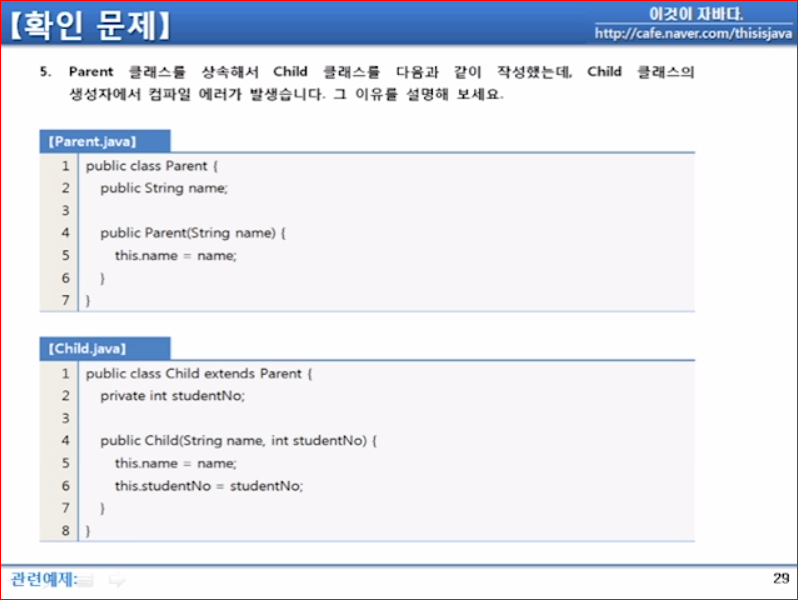 【확인 문제】
이것이 자바다.
http://cafe.naver.com/thisisjava
5. Parent 클래스를 상속해서 Child 클래스를 다음과 같이 작성했는데, Child 클래스의
생성자에서 컴파일 에러가 발생습니다. 그 이유를 설명해 보세요.
[Parent.java]
1 public class Parent {
2 public String name;
3
4 public Parent(String name) {
5 this.name = name;
6 }
7 }
[Child.java]
1 public class Child extends Parent {
2 private int studentNo;
3
4 public Child(String name, int studentNo) {
5 this.name = name;
6 this.studentNo = studentNo;
7 }
8 }
관련예제:
29